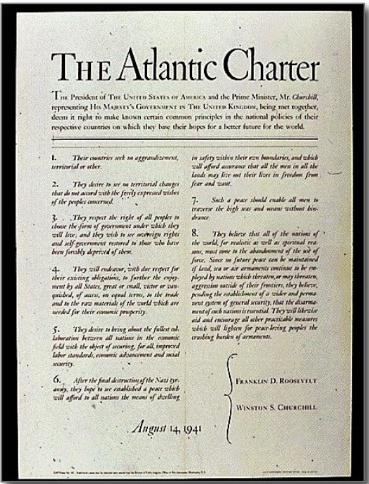 THE Atlantic Charter
THE President of THE UNITED STATES OF AMERICA and the Prime Minister, Mr. Churchill,
representing HIS MAJESTY'S GOVERNMENT IN THE UNITED KINGDOM, being met together,
deem it right to make known certain common principles in the national policies of their
respective countries on which they base their hopes for a better future for the world.
1. Their countries seek no aggrandizement,
territorial or other.
2. They desire to see no territorial changes
that do not accord with the freely expressed wishes
of the peoples concerned.
3. They respect the right of all peoples to
choose the form of government under which they
will live; and they wish to see sovereign rights
and self-government restored to those who have
been forcibly deprived of them.
4. They will endeavor, with due respect for
their existing obligations, to further the enjoy-
ment by all States, great or small, victor or van-
quished, of access, on equal terms, to the trade
and to the raw materials of the world which are
needed for their economic prosperity.
5. They desire to bring about the fullest col-
laboration between all nations in the economic
field with the object of securing, for all, improved
labor standards, economic advancement and social
security.
6. After the final destruction of the Nazi tyr-
anny, they hope to see established a peace which
will afford to all nations the means of dwelling
in safety within their own boundaries, and which
will afford assurance that all the men in all the
lands may live out their lives in freedom from
fear and want.
7. Such a peace should enable all men to
traverse the high seas and oceans without hin-
drance.
8. They believe that all of the nations of
the world, for realistic as well as spiritual rea-
sons, must come to the abandonment of the use of
force. Since no future peace can be maintained
if land, sea or air armaments continue to be em-
ployed by nations which threaten, or may threaten,
aggression outside of their frontiers, they believe,
pending the establishment of a wider and perma-
nent system of general security, that the disarma-
ment of such nations is essential. They will likewise
aid and encourage all other practicable measures
which will lighten for peace-loving peoples the
crushing burden of armaments.
FRANKLIN D. ROOSEVELT
WINSTON S. CHURCHILL
August 14, 1941